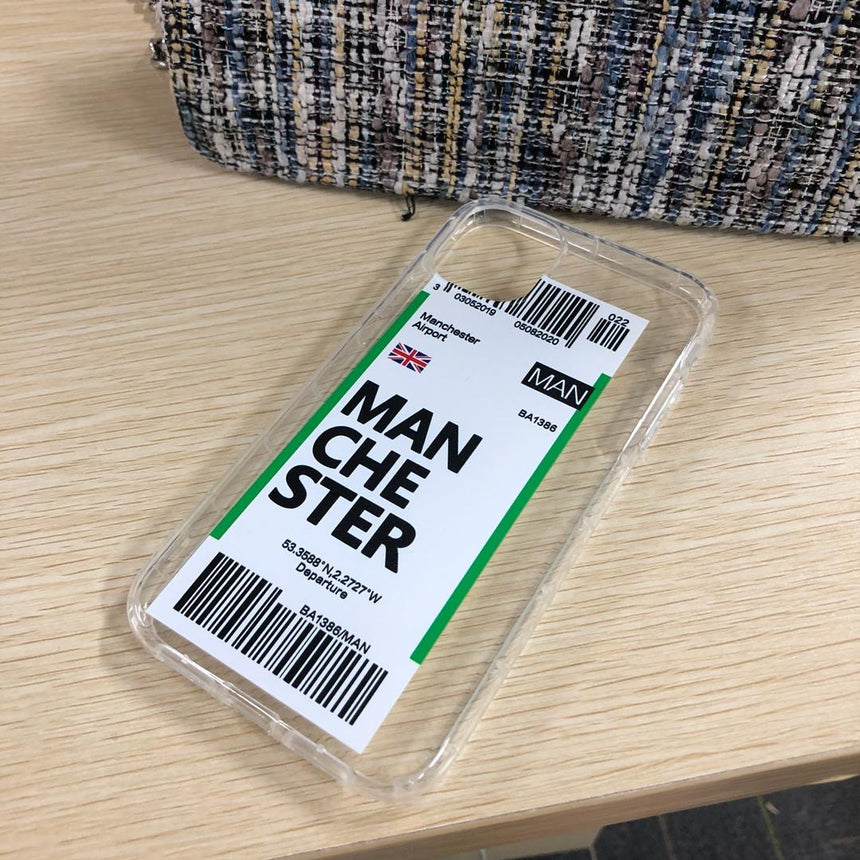 3
03052019
05082020
022
Manchester
Airport
MAN
BA1386
MAN
CHE
STER
53.3588°N,2.2727°W
Departure
BA1386/MAN